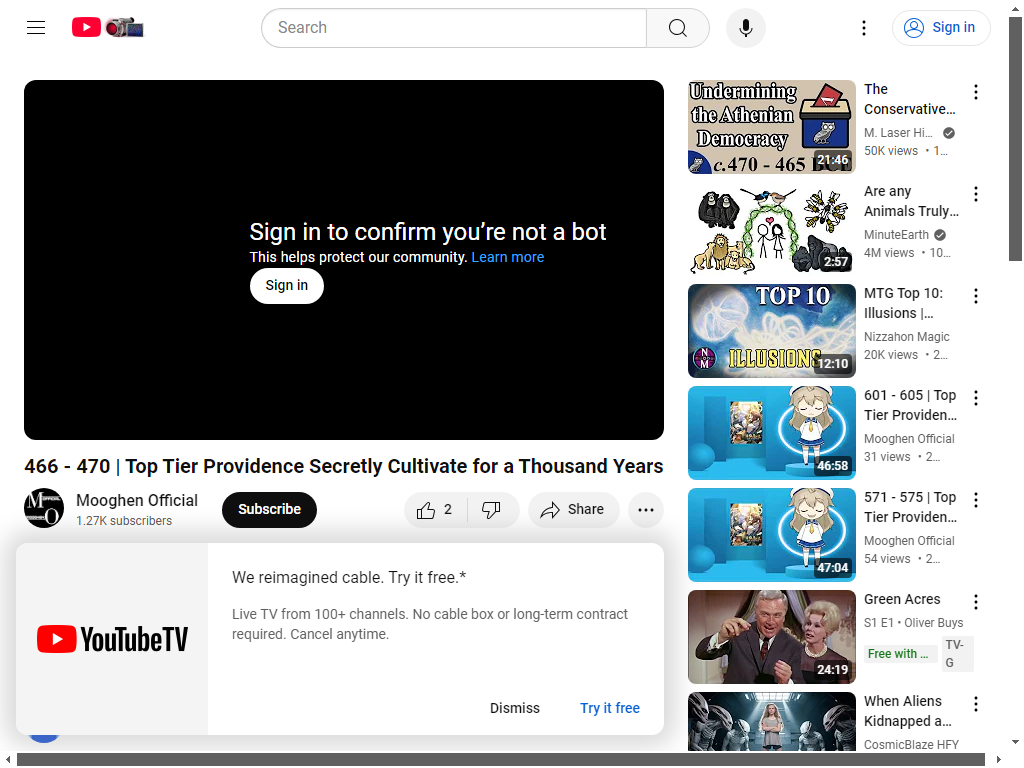 Search
Sign in
Sign in to confirm you’re not a bot
This helps protect our community. Learn more
Sign in
466 - 470 | Top Tier Providence Secretly Cultivate for a Thousand Years
Mooghen Official
1.27K subscribers
Subscribe
2
Share
We reimagined cable. Try it free.*
Live TV from 100+ channels. No cable box or long-term contract
required. Cancel anytime.
YouTubeTV
Dismiss
Try it free
Undermining
the Athenian
Democracy
c.470 - 465 BCE
21:46
The
Conservative...
M. Laser Hi...
50K views • 1...
2:57
Are any
Animals Truly...
MinuteEarth
4M views • 10...
TOP 10
ILLUSIONS
N
M
12:10
MTG Top 10:
Illusions |...
Nizzahon Magic
20K views • 2...
46:58
601 - 605 | Top
Tier Providen...
Mooghen Official
31 views • 2...
47:04
571 - 575 | Top
Tier Providen...
Mooghen Official
54 views • 2...
24:19
Green Acres
S1 E1 • Oliver Buys
Free with ...
TV-
G
When Aliens
Kidnapped a...
CosmicBlaze HFY